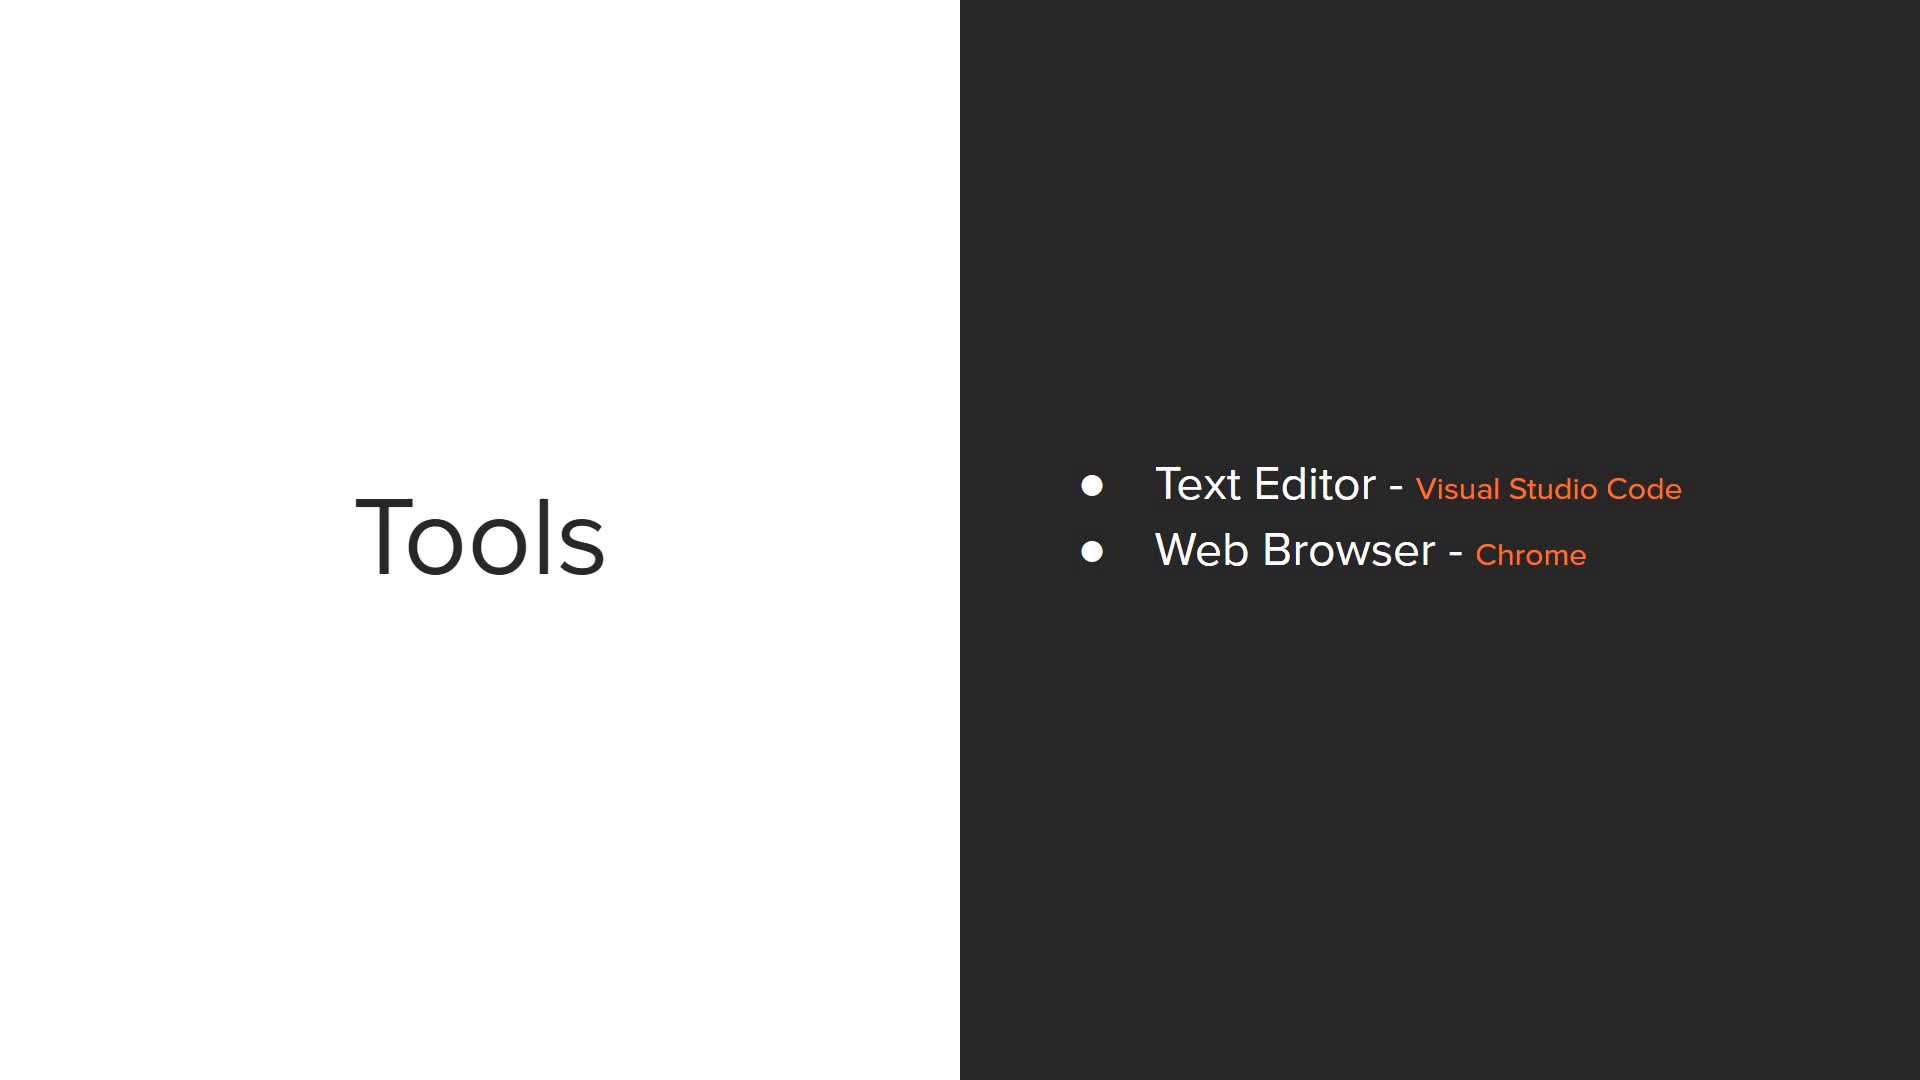 Tools
● Text Editor - Visual Studio Code
● Web Browser - Chrome